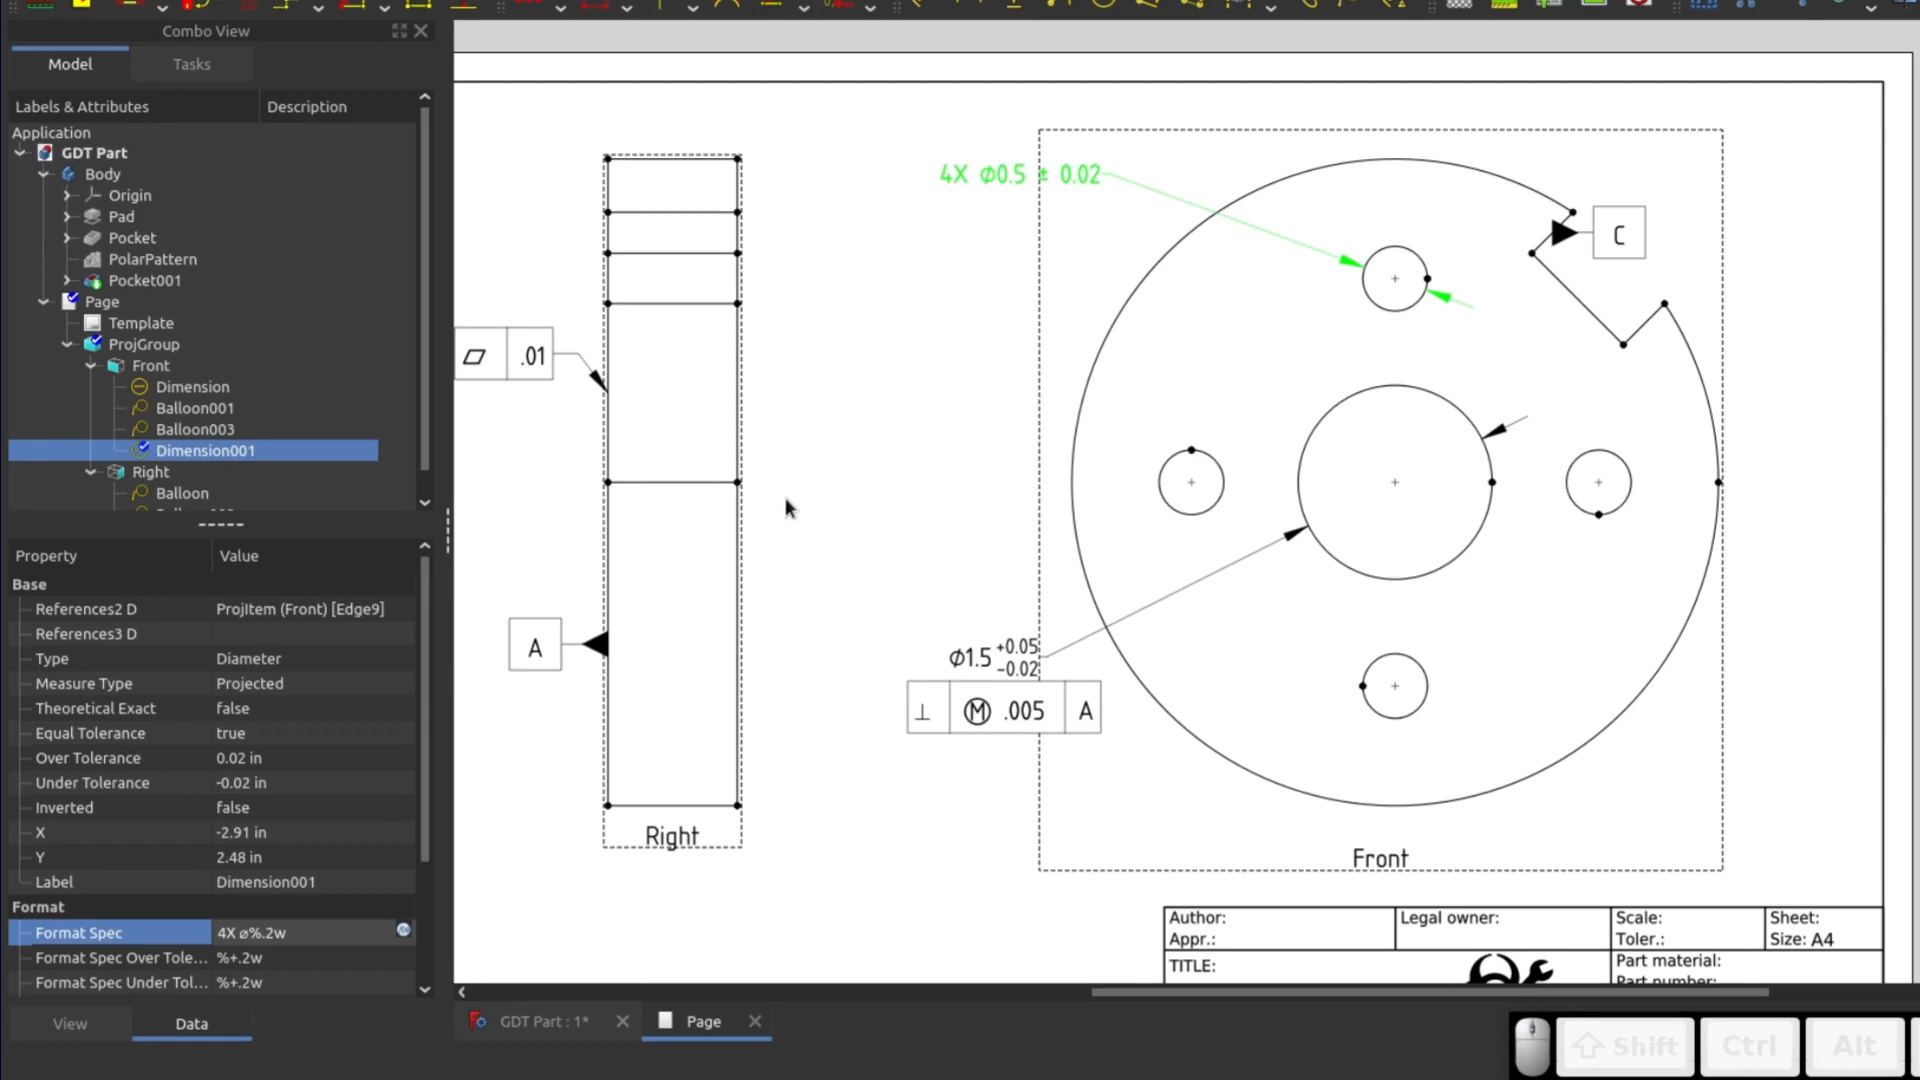 Combo View
Model
Tasks
Labels & Attributes
Description
Application
GDT Part
Body
Origin
Pad
Pocket
PolarPattern
Pocket001
Page
Template
ProjGroup
Front
Dimension
Balloon001
Balloon003
Dimension001
Right
Balloon
Property
Value
Base
References2 D
ProjItem (Front) [Edge9]
References3 D
Type
Diameter
Measure Type
Projected
Theoretical Exact
false
Equal Tolerance
true
Over Tolerance
0.02 in
Under Tolerance
-0.02 in
Inverted
false
X
-2.91 in
Y
2.48 in
Label
Dimension001
Format
Format Spec
4X ⌀%.2w
Format Spec Over Tole...
%+.2w
Format Spec Under Tol...
%+.2w
View
Data
⏥ .01
A
Right
4X ⌀0.5 ± 0.02
C
⌀1.5 +0.05
-0.02
⊥ Ⓜ .005 A
Front
Author:
Legal owner:
Scale:
Sheet:
Appr.:
Toler.:
Size: A4
TITLE:
Part material:
Part number:
GDT Part : 1*
Page
Shift
Ctrl
Alt